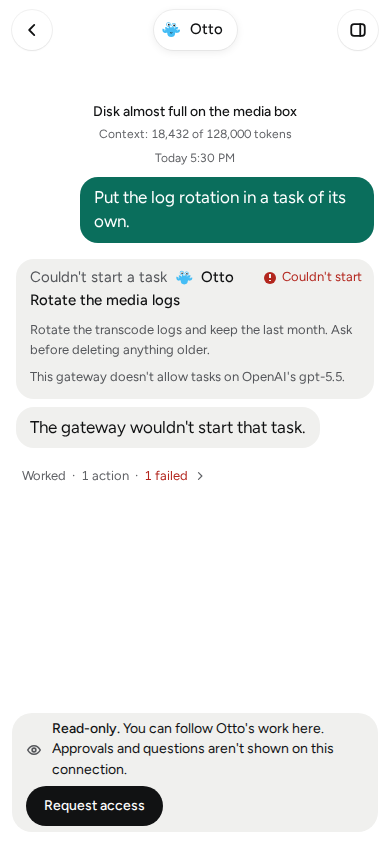 Otto
Disk almost full on the media box
Context: 18,432 of 128,000 tokens
Today 5:30 PM
Put the log rotation in a task of its
own.
Couldn't start a task Otto Couldn't start
Rotate the media logs
Rotate the transcode logs and keep the last month. Ask
before deleting anything older.
This gateway doesn't allow tasks on OpenAI's gpt-5.5.
The gateway wouldn't start that task.
Worked · 1 action · 1 failed
Read-only. You can follow Otto's work here.
Approvals and questions aren't shown on this
connection.
Request access